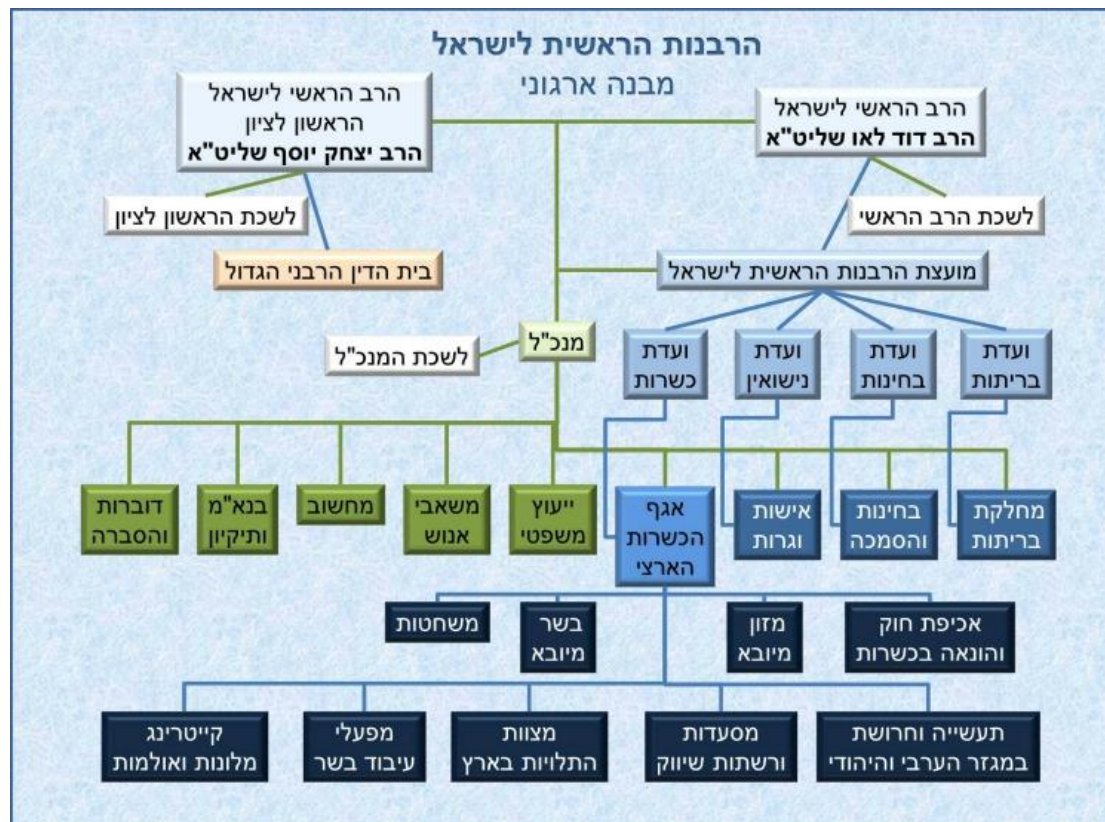 הרבנות הראשית לישראל
מבנה ארגוני
הרב הראשי לישראל
הרב דוד לאו שליט"א
הרב הראשי לישראל
הראשון לציון
הרב יצחק יוסף שליט"א
לשכת הרב הראשי
לשכת הראשון לציון
מועצת הרבנות הראשית לישראל
בית הדין הרבני הגדול
ועדת
בריתות
ועדת
בחינות
ועדת
נישואין
ועדת
כשרות
מנכ"ל
לשכת המנכ"ל
מחלקת
בריתות
בחינות
והסמכה
אישות
וגרות
אגף
הכשרות
הארצי
ייעוץ
משפטי
משאבי
אנוש
מחשוב
בנא"מ
ותיקיון
דוברות
והסברה
אכיפת חוק
והונאה בכשרות
מזון
מיובא
בשר
מיובא
משחטות
תעשייה וחרושת
במגזר הערבי והיהודי
מסעדות
ורשתות שיווק
מצוות
התלויות בארץ
מפעלי
עיבוד בשר
קייטרינג
מלונות ואולמות